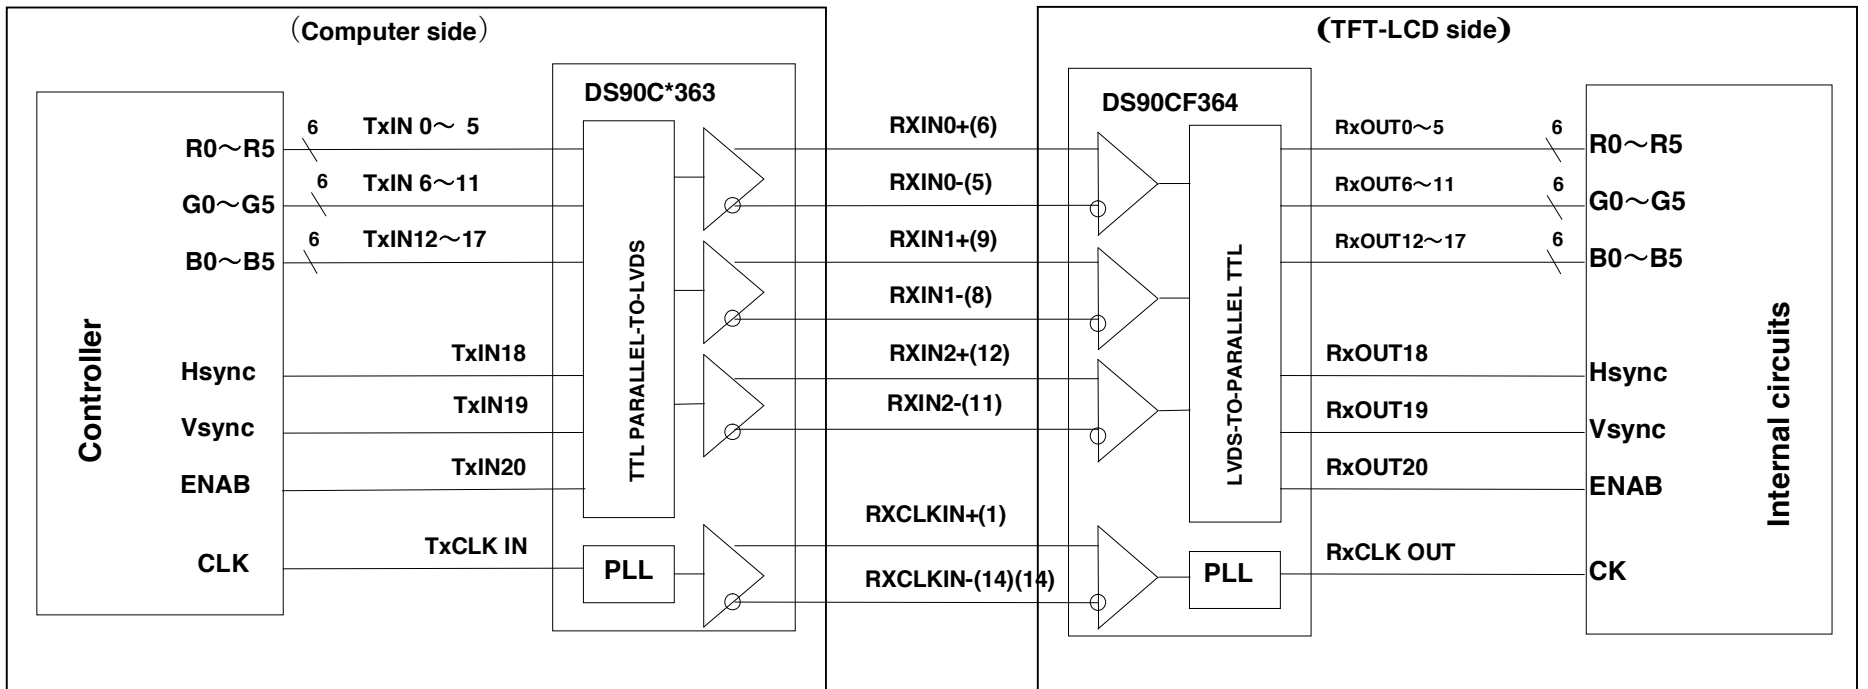 （Computer side）
(TFT-LCD side)
DS90C*363
DS90CF364
Controller
R0～R5
6
TxIN 0～ 5
G0～G5
6
TxIN 6～11
B0～B5
6
TxIN12～17
Hsync
TxIN18
Vsync
TxIN19
ENAB
TxIN20
CLK
TxCLK IN
TTL PARALLEL-TO-LVDS
PLL
RXIN0+(6)
RXIN0-(5)
RXIN1+(9)
RXIN1-(8)
RXIN2+(12)
RXIN2-(11)
RXCLKIN+(1)
RXCLKIN-(14)(14)
LVDS-TO-PARALLEL TTL
PLL
RxOUT0～5
6
R0～R5
RxOUT6～11
6
G0～G5
RxOUT12～17
6
B0～B5
RxOUT18
Hsync
RxOUT19
Vsync
RxOUT20
ENAB
RxCLK OUT
CK
Internal circuits